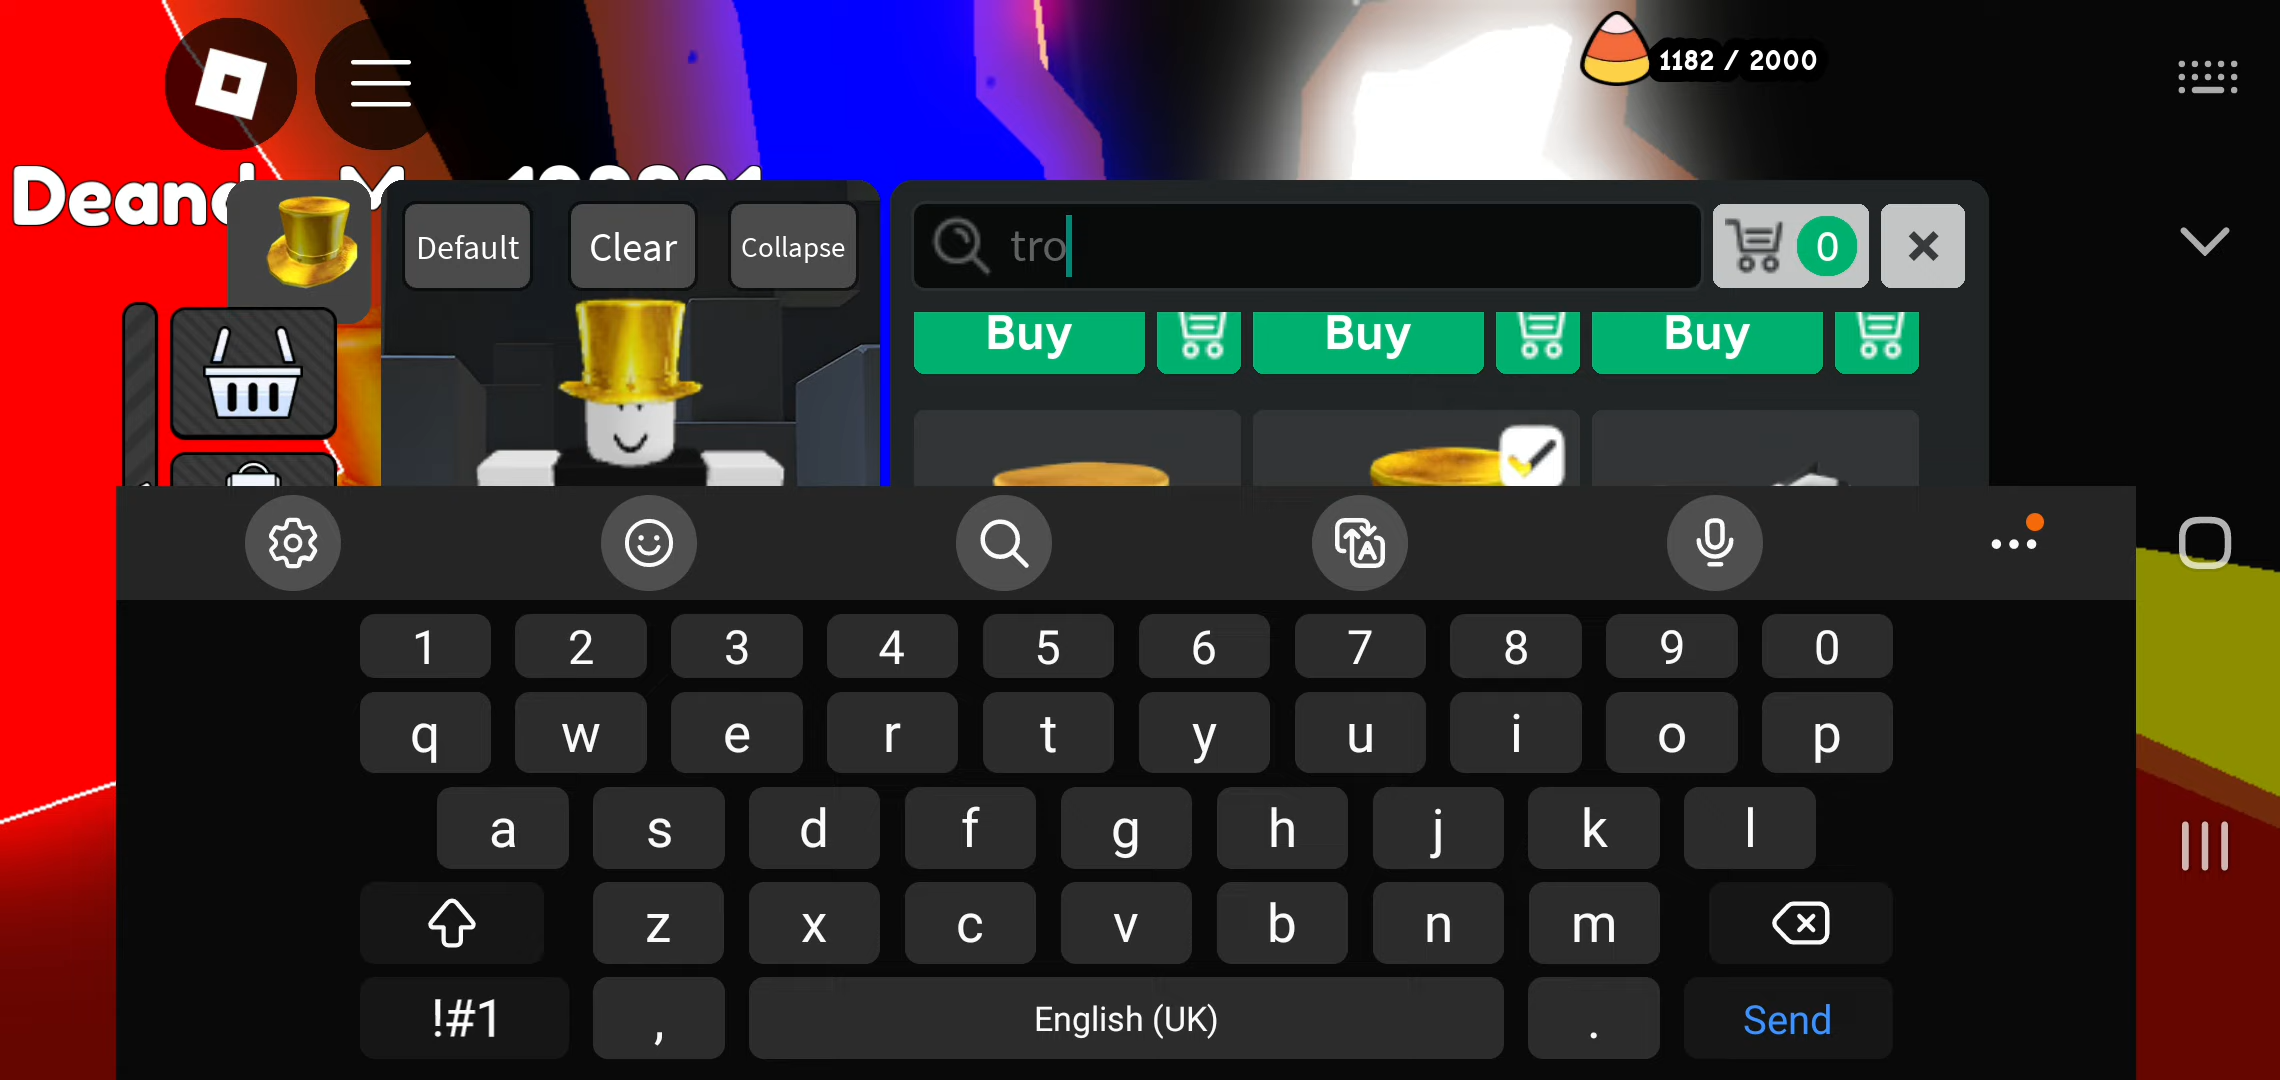 1182 / 2000
Default
Clear
Collapse
tro
0
Buy
Buy
Buy
1 2 3 4 5 6 7 8 9 0
q w e r t y u i o p
a s d f g h j k l
z x c v b n m
!#1 , English (UK) . Send